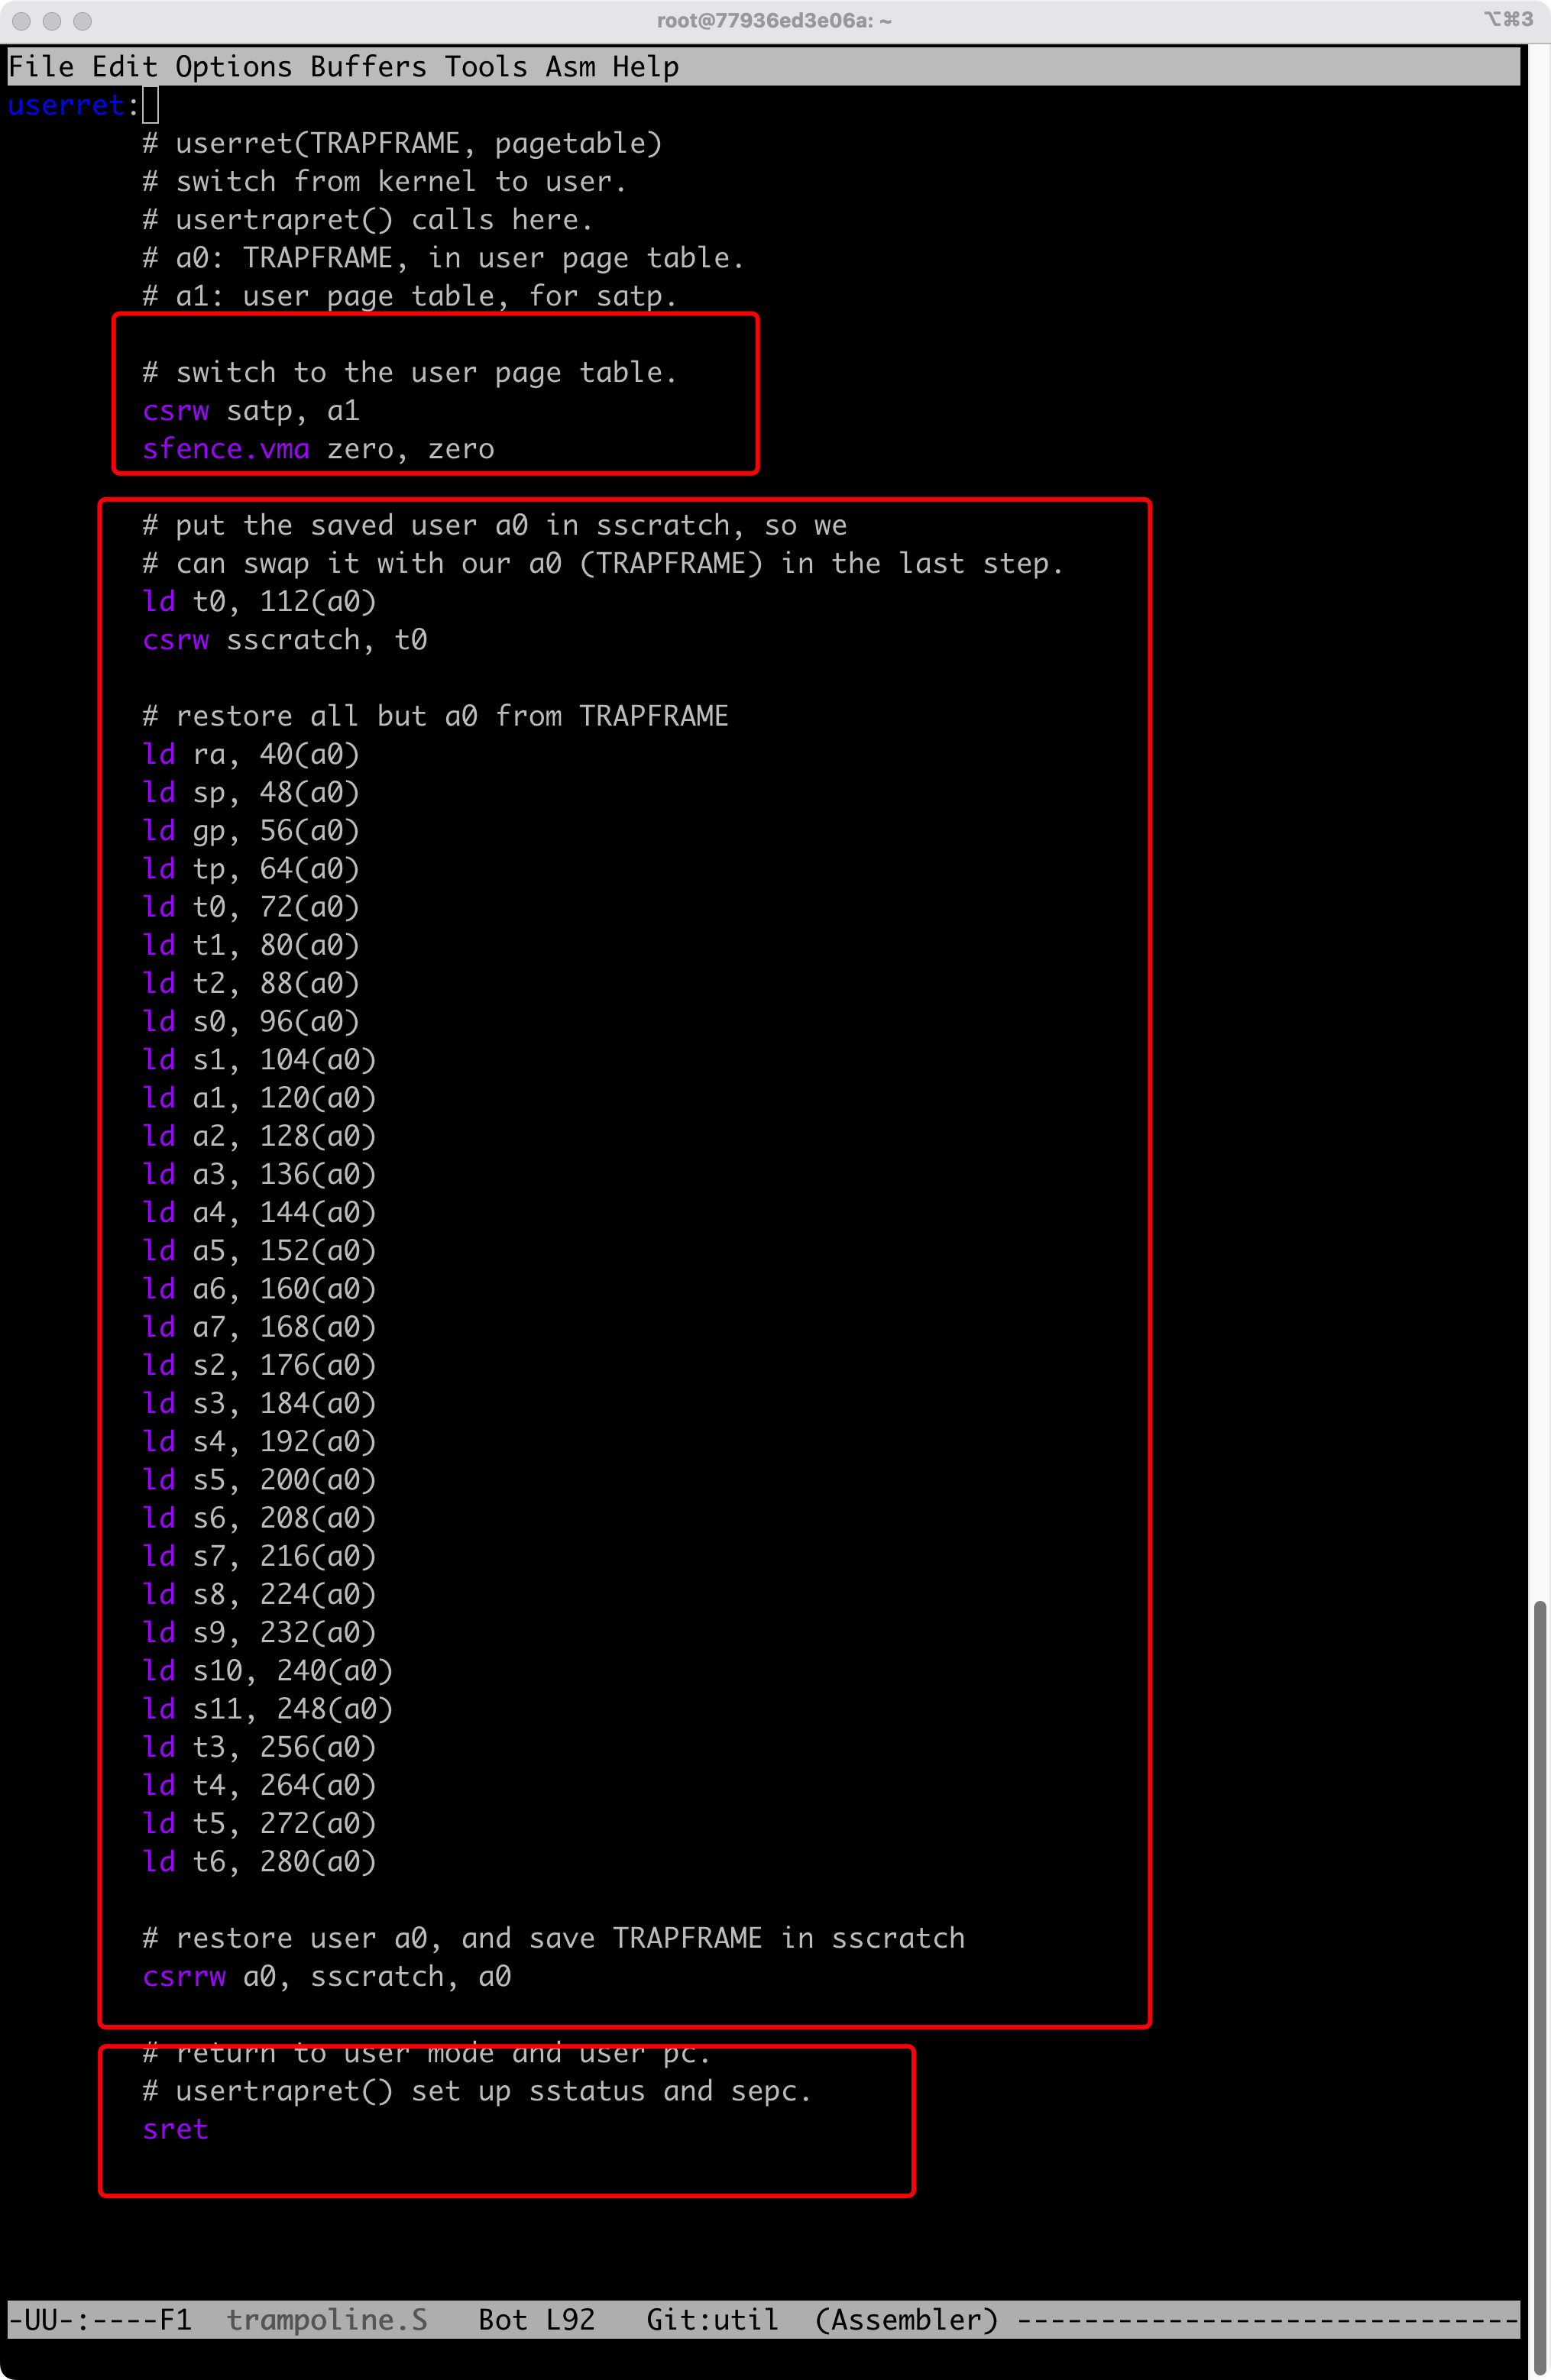 root@77936ed3e06a: ~
⌥⌘3
File Edit Options Buffers Tools Asm Help
userret:
# userret(TRAPFRAME, pagetable)
# switch from kernel to user.
# usertrapret() calls here.
# a0: TRAPFRAME, in user page table.
# a1: user page table, for satp.
# switch to the user page table.
csrw satp, a1
sfence.vma zero, zero
# put the saved user a0 in sscratch, so we
# can swap it with our a0 (TRAPFRAME) in the last step.
ld t0, 112(a0)
csrw sscratch, t0
# restore all but a0 from TRAPFRAME
ld ra, 40(a0)
ld sp, 48(a0)
ld gp, 56(a0)
ld tp, 64(a0)
ld t0, 72(a0)
ld t1, 80(a0)
ld t2, 88(a0)
ld s0, 96(a0)
ld s1, 104(a0)
ld a1, 120(a0)
ld a2, 128(a0)
ld a3, 136(a0)
ld a4, 144(a0)
ld a5, 152(a0)
ld a6, 160(a0)
ld a7, 168(a0)
ld s2, 176(a0)
ld s3, 184(a0)
ld s4, 192(a0)
ld s5, 200(a0)
ld s6, 208(a0)
ld s7, 216(a0)
ld s8, 224(a0)
ld s9, 232(a0)
ld s10, 240(a0)
ld s11, 248(a0)
ld t3, 256(a0)
ld t4, 264(a0)
ld t5, 272(a0)
ld t6, 280(a0)
# restore user a0, and save TRAPFRAME in sscratch
csrrw a0, sscratch, a0
# return to user mode and user pc.
# usertrapret() set up sstatus and sepc.
sret
-UU-:----F1  trampoline.S   Bot L92   Git:util  (Assembler) ------------------------------